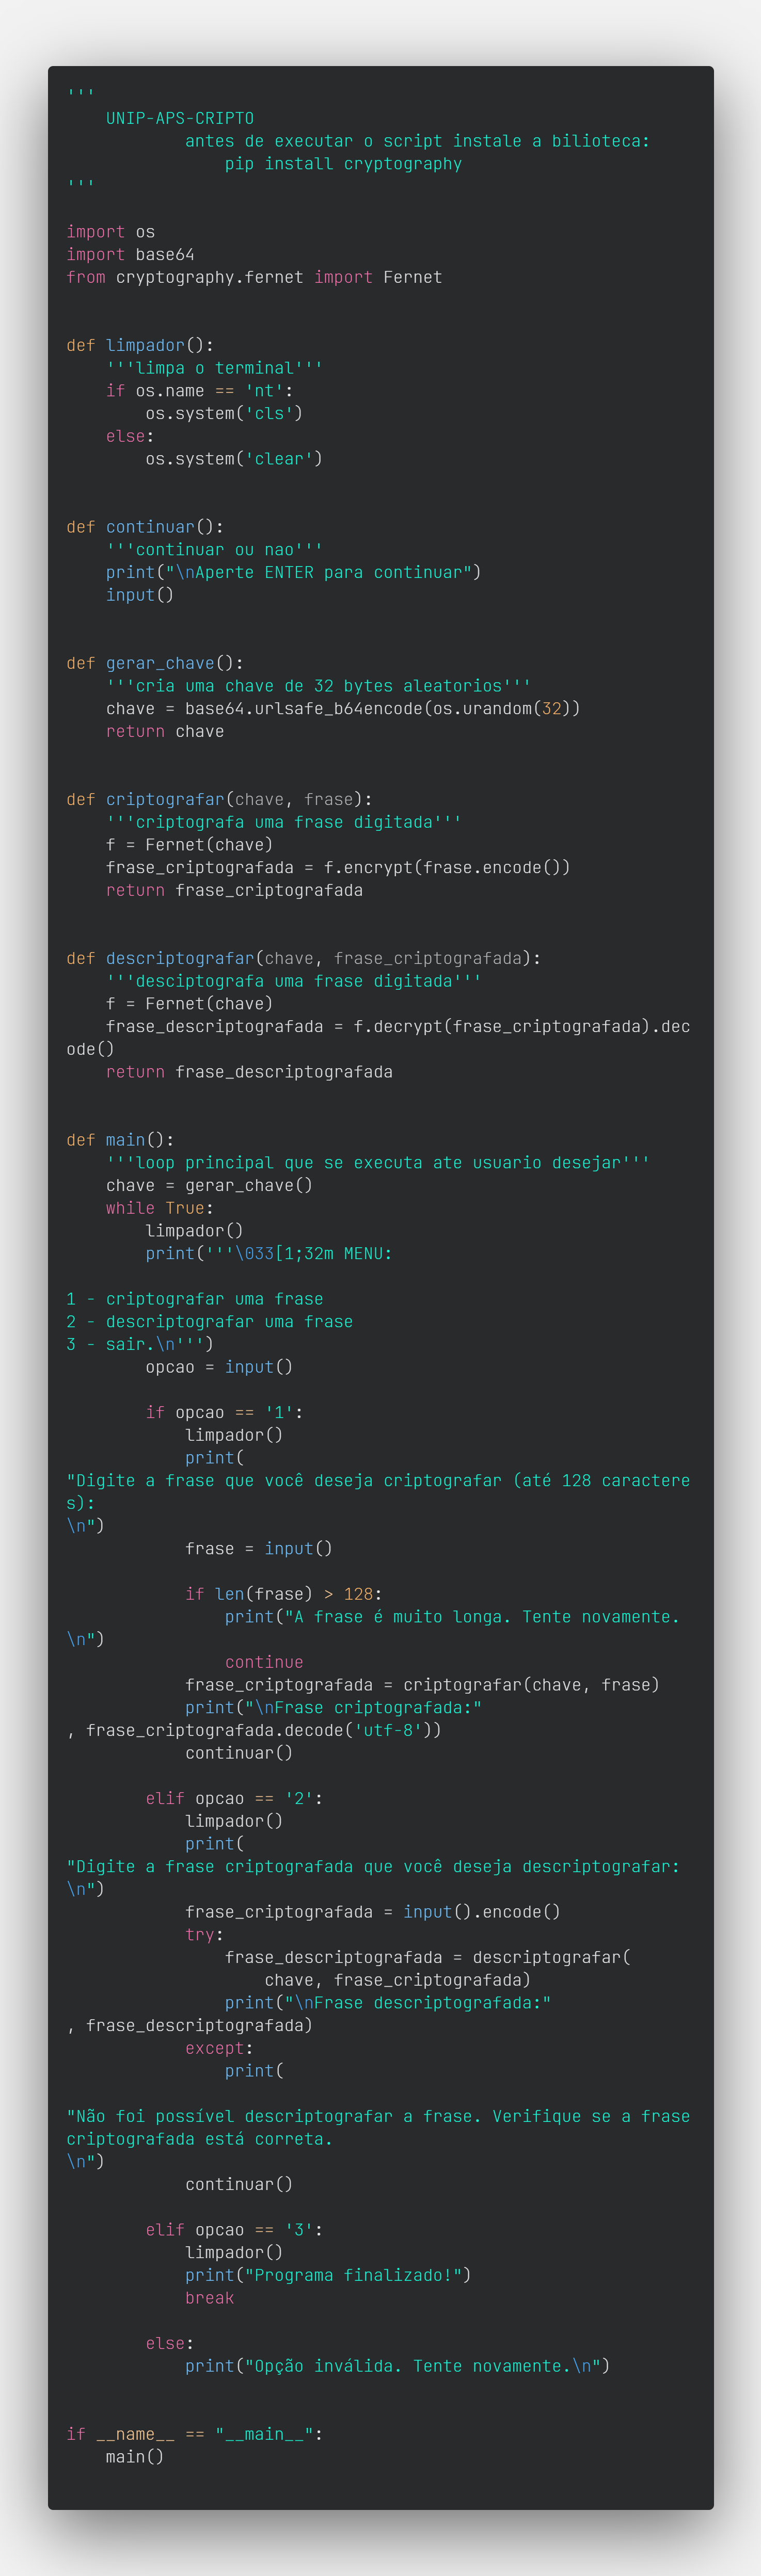 '''
    UNIP-APS-CRIPTO
            antes de executar o script instale a bilioteca:
                pip install cryptography
'''

import os
import base64
from cryptography.fernet import Fernet


def limpador():
    '''limpa o terminal'''
    if os.name == 'nt':
        os.system('cls')
    else:
        os.system('clear')


def continuar():
    '''continuar ou nao'''
    print("\nAperte ENTER para continuar")
    input()


def gerar_chave():
    '''cria uma chave de 32 bytes aleatorios'''
    chave = base64.urlsafe_b64encode(os.urandom(32))
    return chave


def criptografar(chave, frase):
    '''criptografa uma frase digitada'''
    f = Fernet(chave)
    frase_criptografada = f.encrypt(frase.encode())
    return frase_criptografada


def descriptografar(chave, frase_criptografada):
    '''desciptografa uma frase digitada'''
    f = Fernet(chave)
    frase_descriptografada = f.decrypt(frase_criptografada).dec
ode()
    return frase_descriptografada


def main():
    '''loop principal que se executa ate usuario desejar'''
    chave = gerar_chave()
    while True:
        limpador()
        print('''\033[1;32m MENU:

1 - criptografar uma frase
2 - descriptografar uma frase
3 - sair.\n''')
        opcao = input()

        if opcao == '1':
            limpador()
            print(
"Digite a frase que você deseja criptografar (até 128 caractere
s):
\n")
            frase = input()

            if len(frase) > 128:
                print("A frase é muito longa. Tente novamente.
\n")
                continue
            frase_criptografada = criptografar(chave, frase)
            print("\nFrase criptografada:"
, frase_criptografada.decode('utf-8'))
            continuar()

        elif opcao == '2':
            limpador()
            print(
"Digite a frase criptografada que você deseja descriptografar:
\n")
            frase_criptografada = input().encode()
            try:
                frase_descriptografada = descriptografar(
                    chave, frase_criptografada)
                print("\nFrase descriptografada:"
, frase_descriptografada)
            except:
                print(

"Não foi possível descriptografar a frase. Verifique se a frase
criptografada está correta.
\n")
            continuar()

        elif opcao == '3':
            limpador()
            print("Programa finalizado!")
            break

        else:
            print("Opção inválida. Tente novamente.\n")


if __name__ == "__main__":
    main()